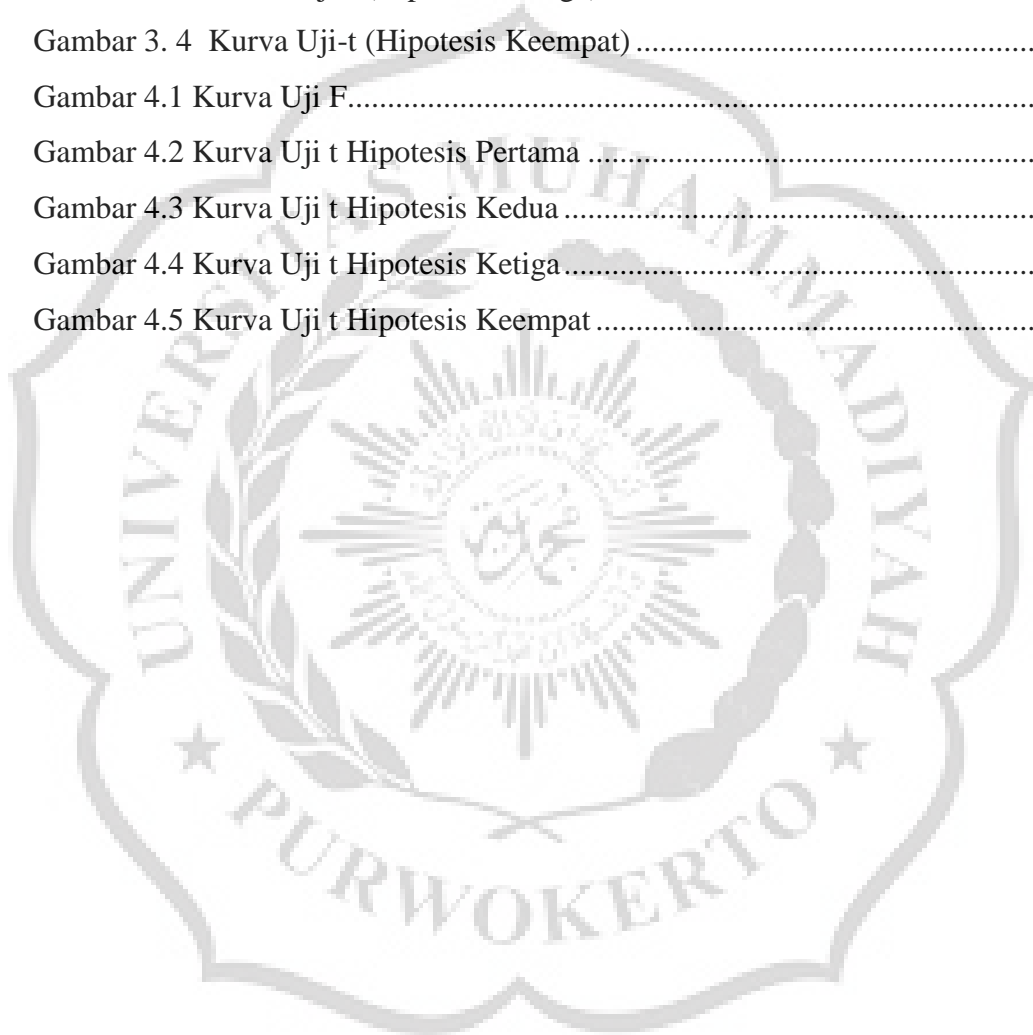 Gambar 3. 4 Kurva Uji-t (Hipotesis Keempat) ...................................................
Gambar 4.1 Kurva Uji F.......................................................................................
Gambar 4.2 Kurva Uji t Hipotesis Pertama .........................................................
Gambar 4.3 Kurva Uji t Hipotesis Kedua ............................................................
Gambar 4.4 Kurva Uji t Hipotesis Ketiga ............................................................
Gambar 4.5 Kurva Uji t Hipotesis Keempat ........................................................
UNIVERSITAS MUHAMMADIYAH
PURWOKERTO